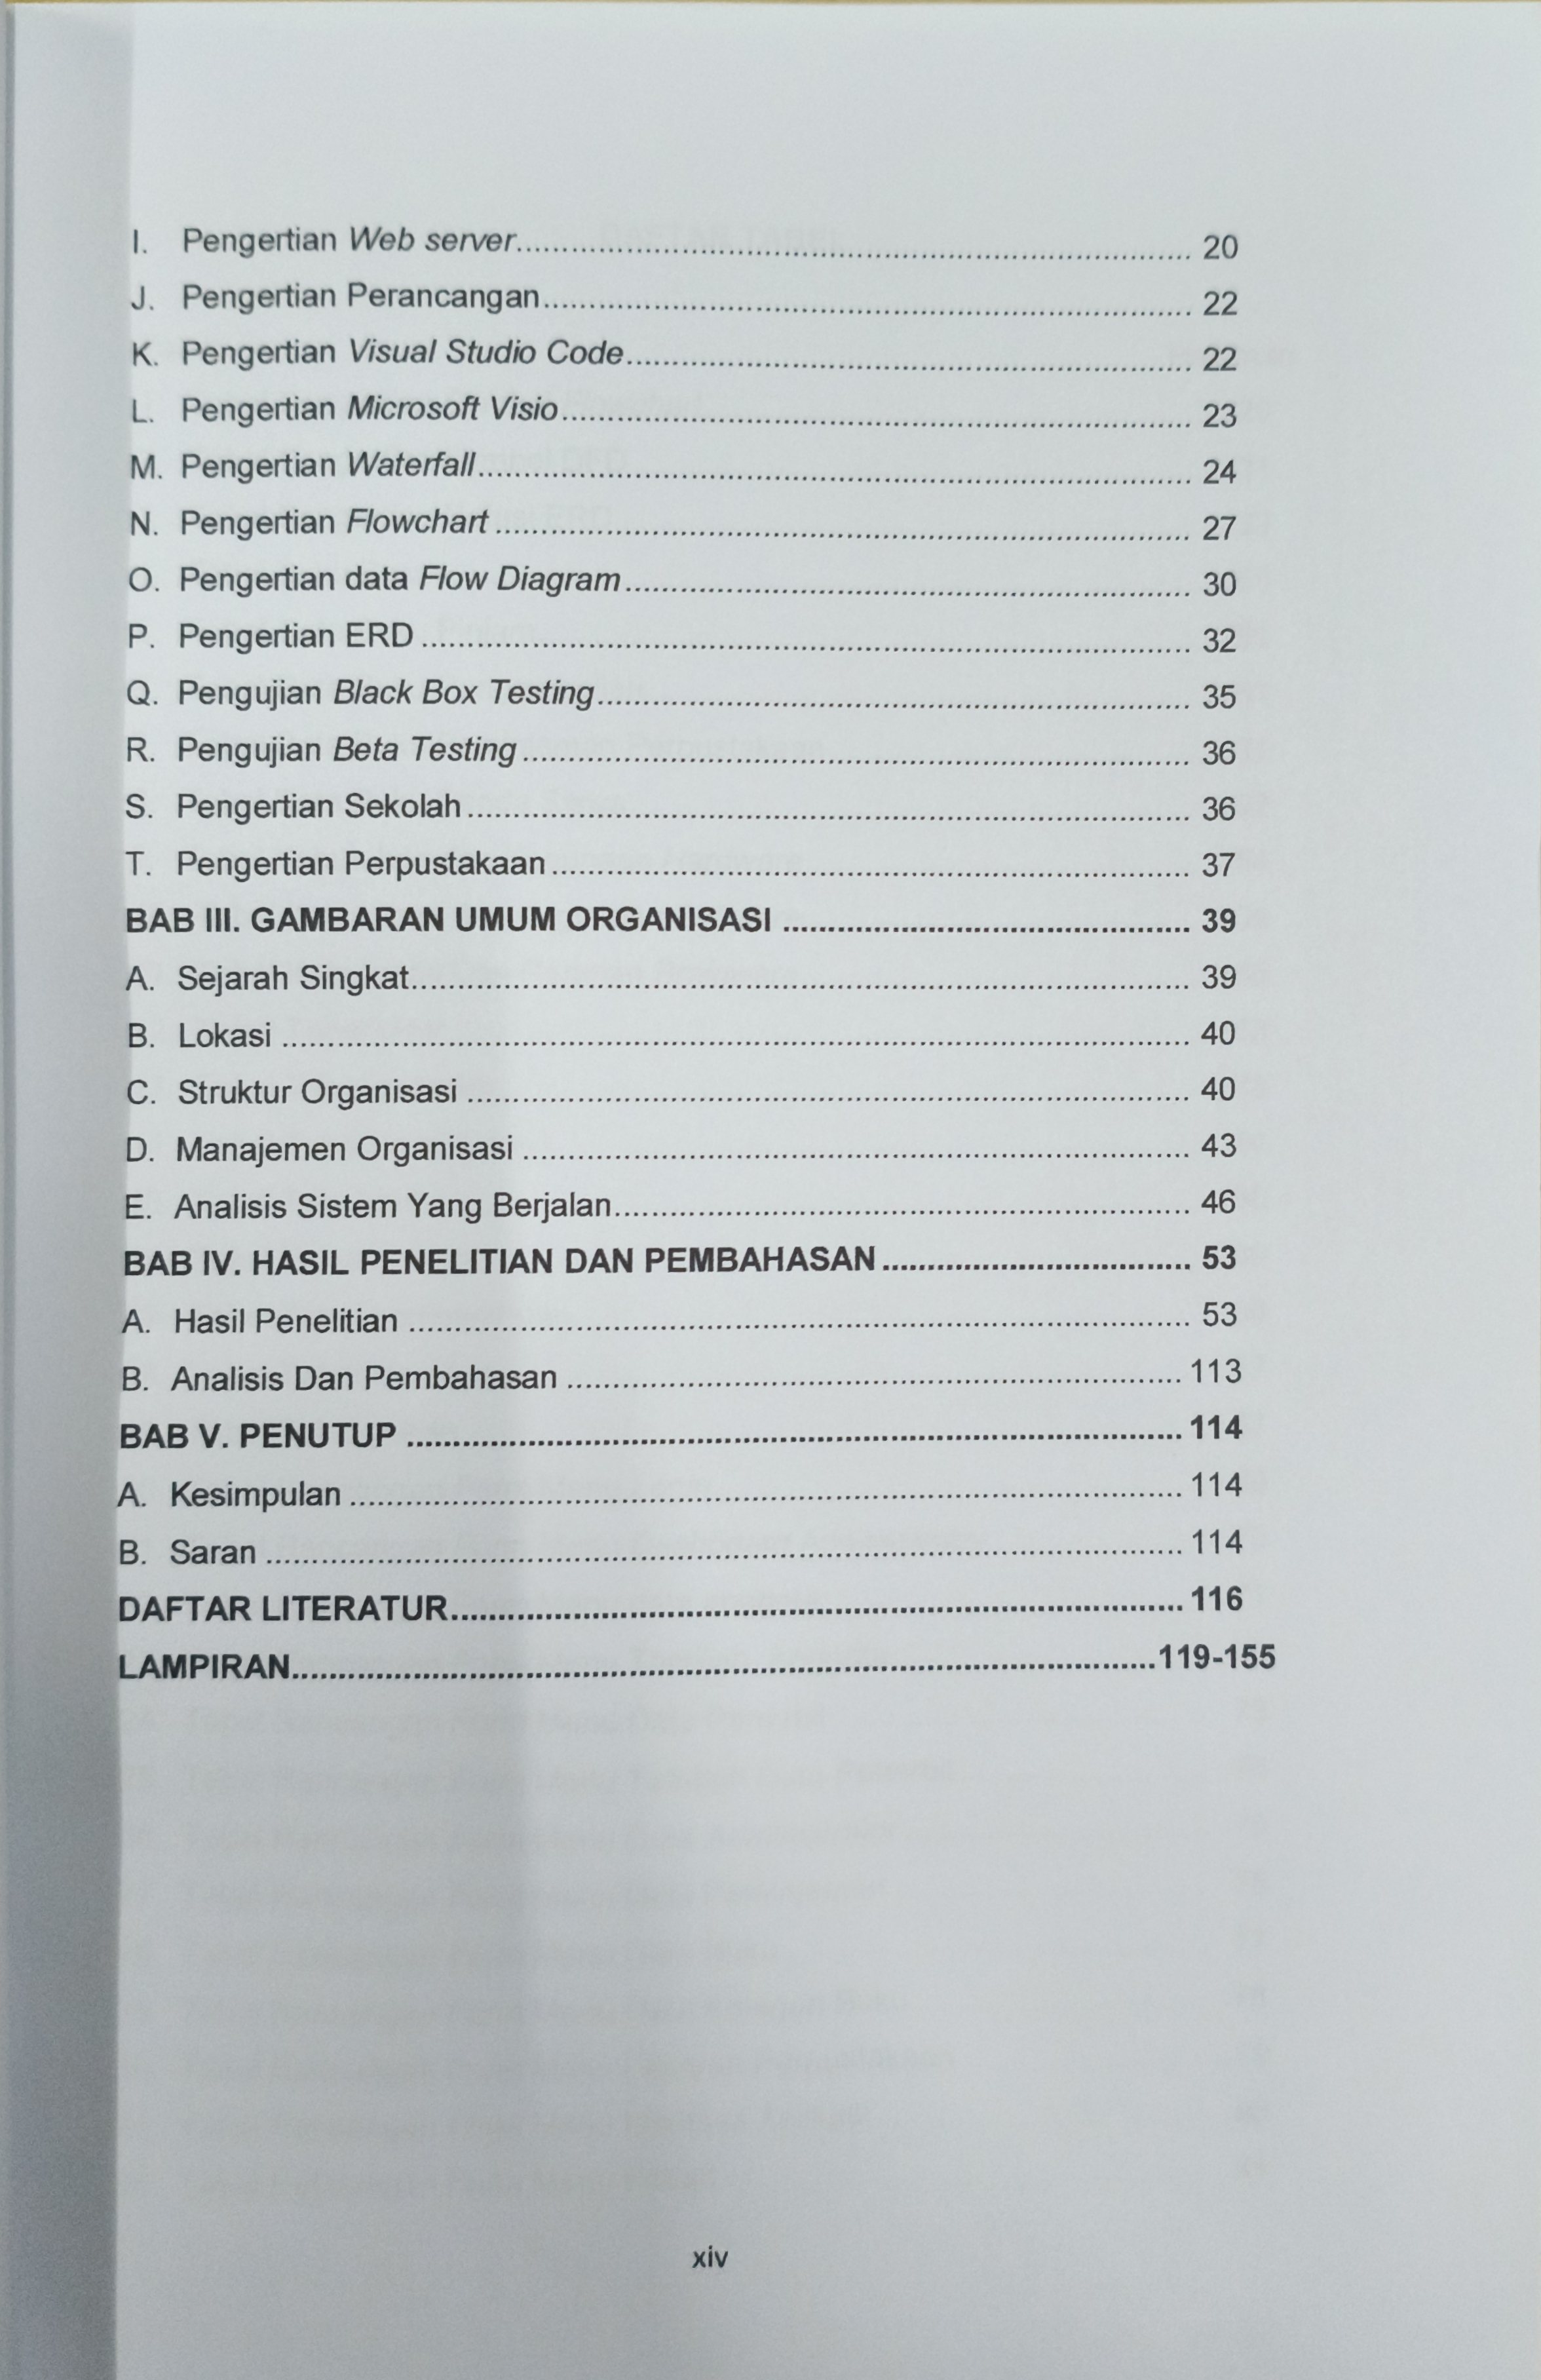 I. Pengertian Web server........ 20
J. Pengertian Perancangan........ 22
K. Pengertian Visual Studio Code........ 22
L. Pengertian Microsoft Visio........ 23
M. Pengertian Waterfall........ 24
N. Pengertian Flowchart ........ 27
O. Pengertian data Flow Diagram........ 30
P. Pengertian ERD ........ 32
Q. Pengujian Black Box Testing........ 35
R. Pengujian Beta Testing........ 36
S. Pengertian Sekolah........ 36
T. Pengertian Perpustakaan........ 37
BAB III. GAMBARAN UMUM ORGANISASI ........ 39
A. Sejarah Singkat........ 39
B. Lokasi ........ 40
C. Struktur Organisasi ........ 40
D. Manajemen Organisasi ........ 43
E. Analisis Sistem Yang Berjalan........ 46
BAB IV. HASIL PENELITIAN DAN PEMBAHASAN........ 53
A. Hasil Penelitian ........ 53
B. Analisis Dan Pembahasan ........ 113
BAB V. PENUTUP ........ 114
A. Kesimpulan ........ 114
B. Saran ........ 114
DAFTAR LITERATUR........ 116
LAMPIRAN........119-155
xiv